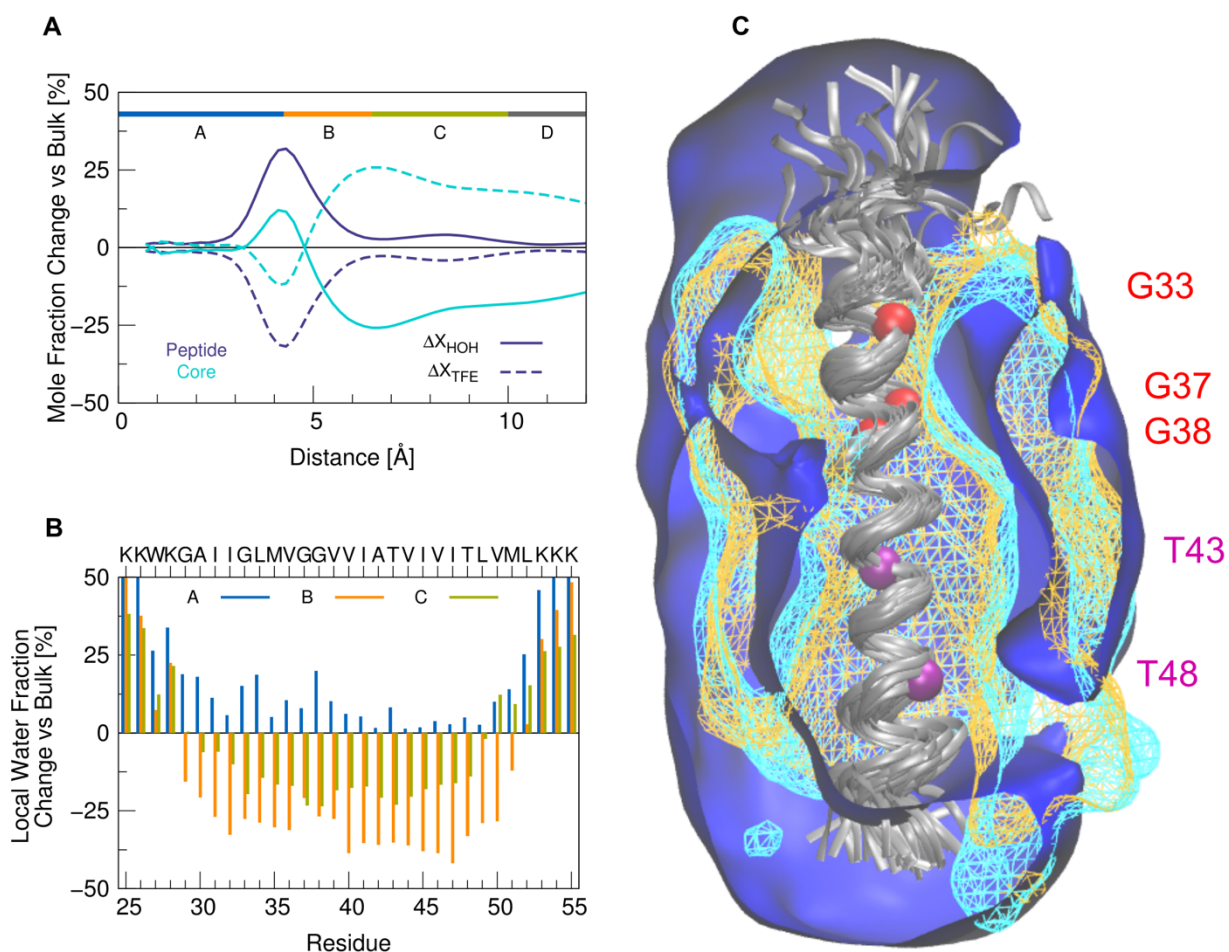 A
Mole Fraction Change vs Bulk [%]
50
25
0
−25
−50
A B C D
Peptide
Core
ΔX_HOH
ΔX_TFE
0 5 10
Distance [Å]
B
KKWKGAIIGLMVGGVVIATVIVITLVMLKKK
Local Water Fraction
Change vs Bulk [%]
50
25
0
−25
−50
A B C
25 30 35 40 45 50 55
Residue
C
G33
G37
G38
T43
T48